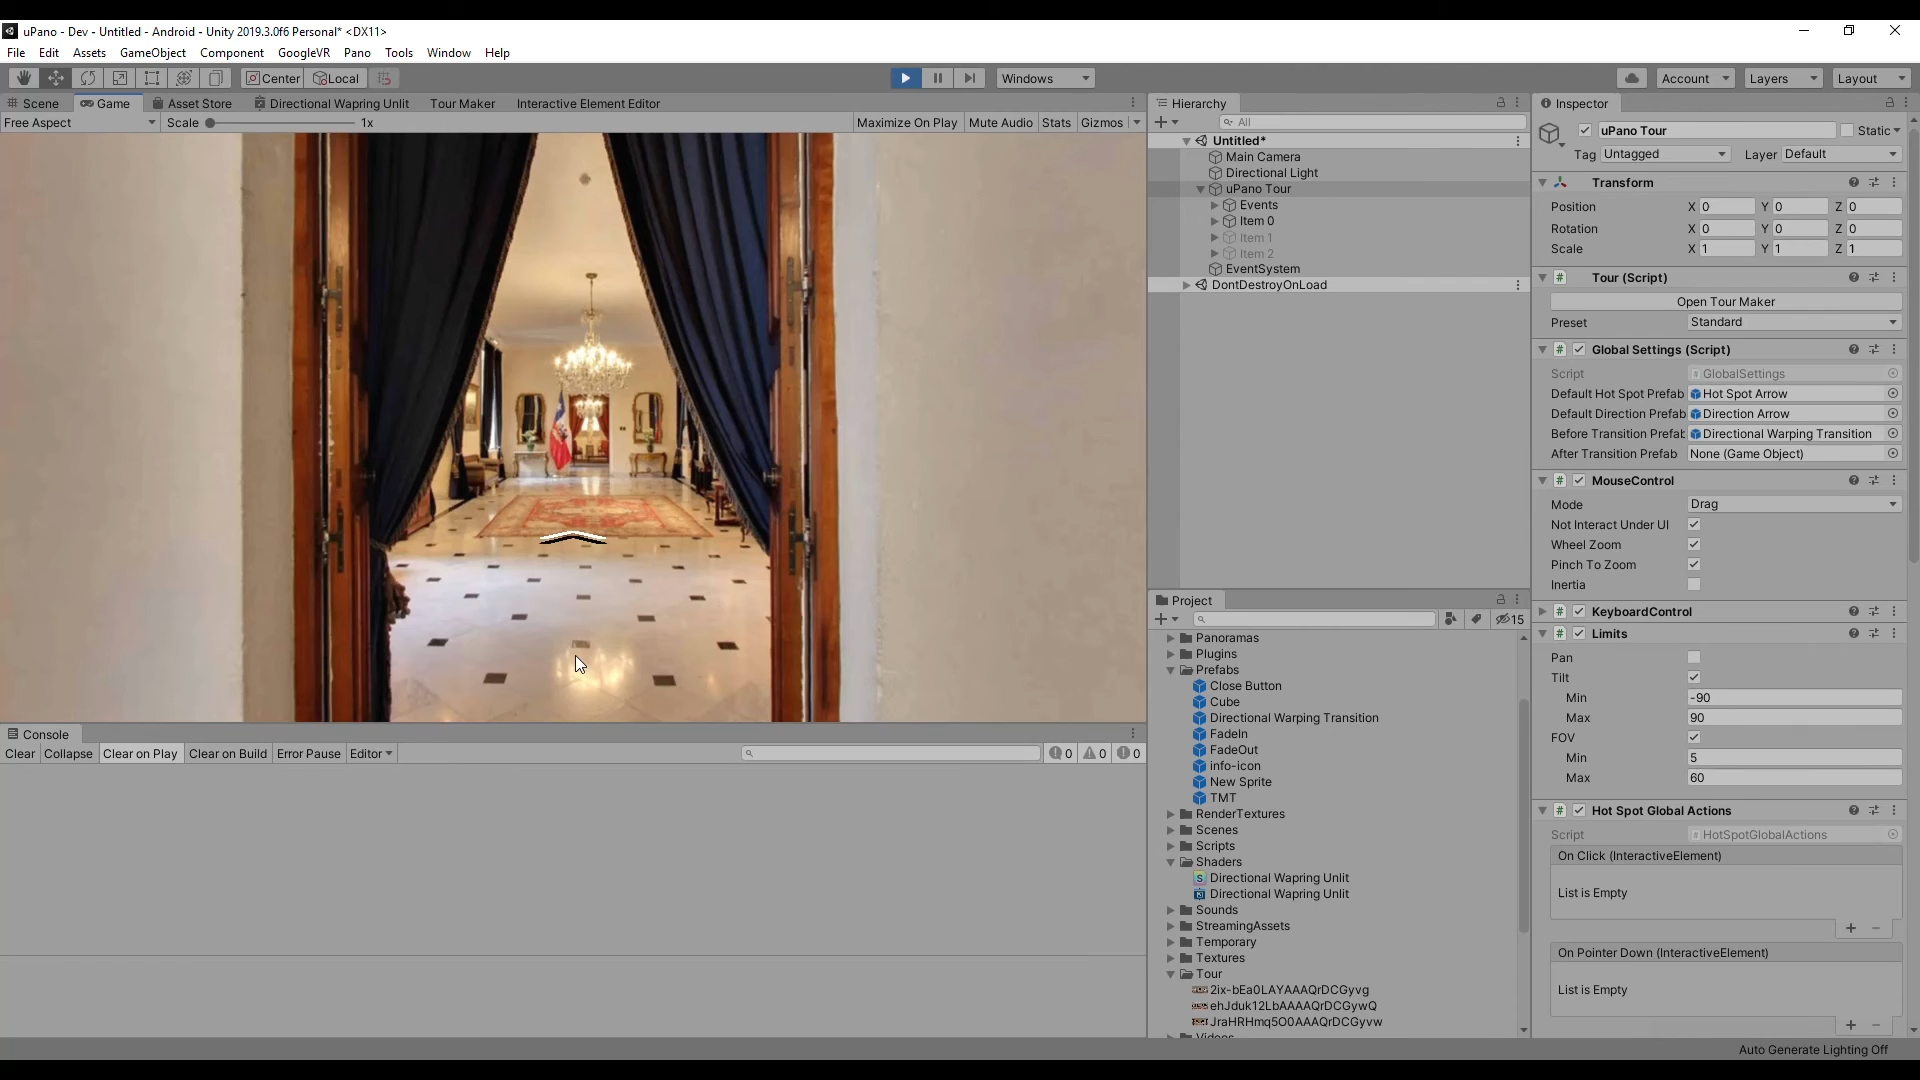 uPano - Dev - Untitled - Android - Unity 2019.3.0f6 Personal* <DX11>
File Edit Assets GameObject Component GoogleVR Pano Tools Window Help
Center Local Windows Account Layers Layout
Scene Game Asset Store Directional Wapring Unlit Tour Maker Interactive Element Editor
Free Aspect Scale 1x Maximize On Play Mute Audio Stats Gizmos
Hierarchy
All
Untitled*
Main Camera
Directional Light
uPano Tour
Events
Item 0
Item 1
Item 2
EventSystem
DontDestroyOnLoad
Inspector
uPano Tour Static
Tag Untagged Layer Default
Transform
Position X 0 Y 0 Z 0
Rotation X 0 Y 0 Z 0
Scale X 1 Y 1 Z 1
Tour (Script)
Open Tour Maker
Preset Standard
Global Settings (Script)
Script GlobalSettings
Default Hot Spot Prefab Hot Spot Arrow
Default Direction Prefab Direction Arrow
Before Transition Prefab Directional Warping Transition
After Transition Prefab None (Game Object)
MouseControl
Mode Drag
Not Interact Under UI
Wheel Zoom
Pinch To Zoom
Inertia
KeyboardControl
Limits
Pan
Tilt
Min -90
Max 90
FOV
Min 5
Max 60
Hot Spot Global Actions
Script HotSpotGlobalActions
On Click (InteractiveElement)
List is Empty
On Pointer Down (InteractiveElement)
List is Empty
Project
15
Panoramas
Plugins
Prefabs
Close Button
Cube
Directional Warping Transition
FadeIn
FadeOut
info-icon
New Sprite
TMT
RenderTextures
Scenes
Scripts
Shaders
Directional Wapring Unlit
Directional Wapring Unlit
Sounds
StreamingAssets
Temporary
Textures
Tour
2ix-bEa0LAYAAAQrDCGyvg
ehJduk12LbAAAAQrDCGywQ
JraHRHmq5O0AAAQrDCGyvw
Videos
Console
Clear Collapse Clear on Play Clear on Build Error Pause Editor 0 0 0
Auto Generate Lighting Off